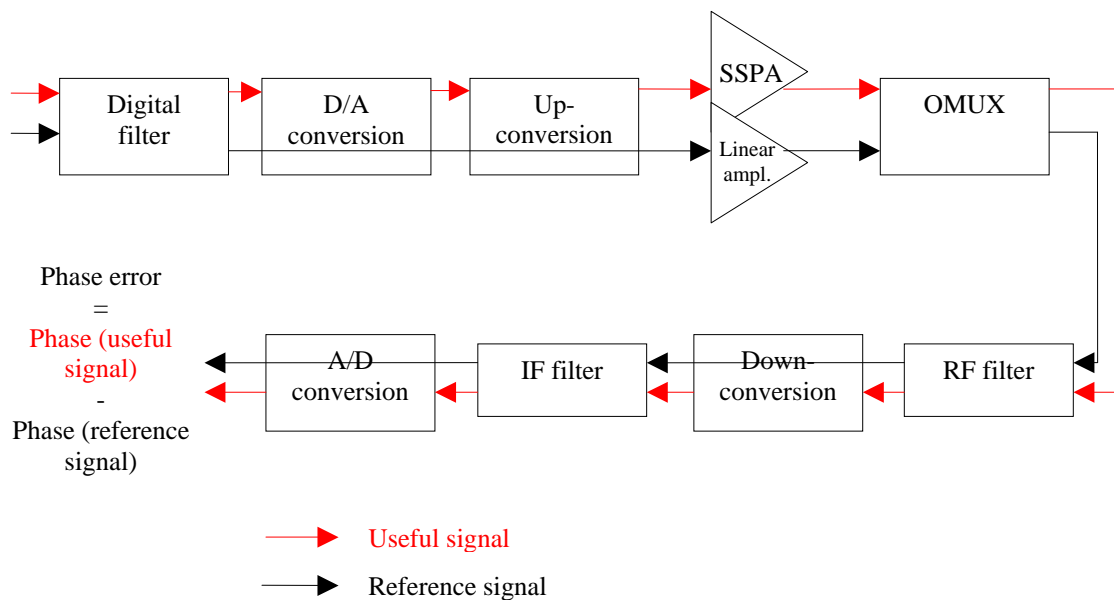 Digital
filter
D/A
conversion
Up-
conversion
SSPA
Linear
ampl.
OMUX
Phase error
=
Phase (useful
signal)
-
Phase (reference
signal)
A/D
conversion
IF filter
Down-
conversion
RF filter
Useful signal
Reference signal